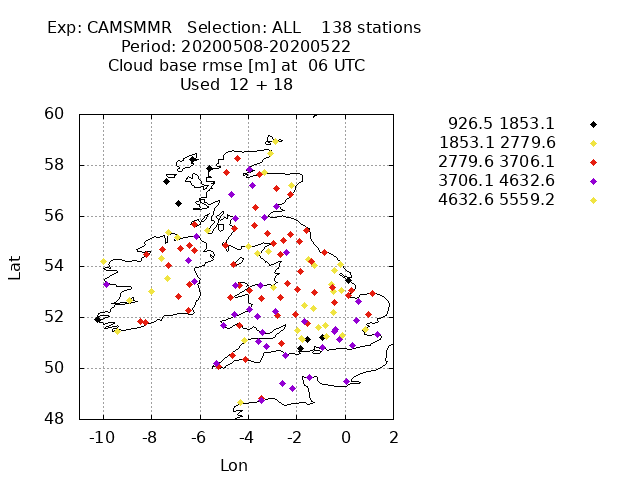 Exp: CAMSMMR Selection: ALL 138 stations
Period: 20200508-20200522
Cloud base rmse [m] at 06 UTC
Used 12 + 18
926.5 1853.1
1853.1 2779.6
2779.6 3706.1
3706.1 4632.6
4632.6 5559.2
60
58
56
54
52
50
48
Lat
-10 -8 -6 -4 -2 0 2
Lon